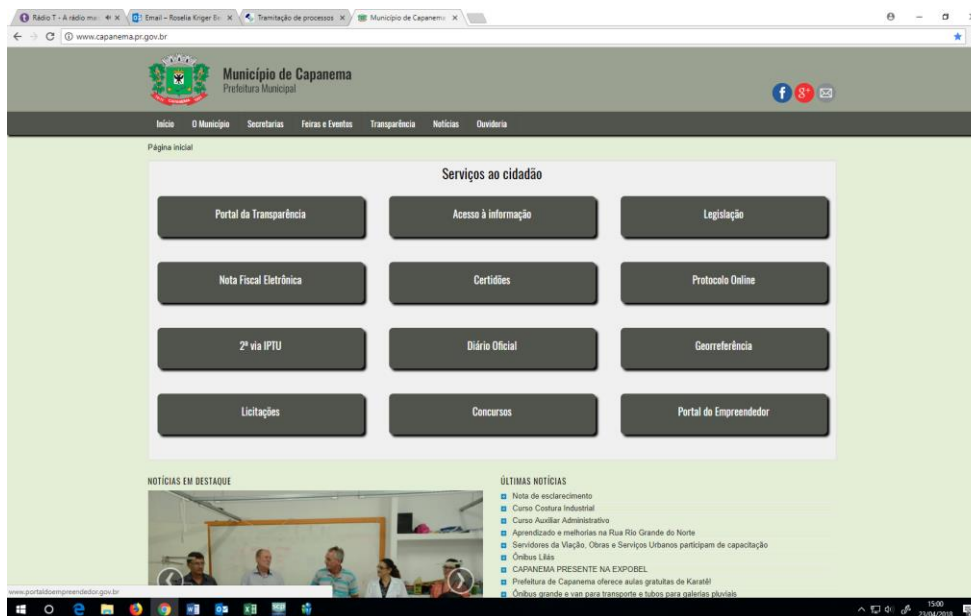 Rádio T - A rádio mai
Email – Roselia Kriger Be
Tramitação de processos
Município de Capanema
www.capanema.pr.gov.br
Município de Capanema
Prefeitura Municipal
Início O Município Secretarias Feiras e Eventos Transparência Notícias Ouvidoria
Página inicial
Serviços ao cidadão
Portal da Transparência Acesso à informação Legislação
Nota Fiscal Eletrônica Certidões Protocolo Online
2ª via IPTU Diário Oficial Georreferência
Licitações Concursos Portal do Empreendedor
NOTÍCIAS EM DESTAQUE
ÚLTIMAS NOTÍCIAS
Nota de esclarecimento
Curso Costura Industrial
Curso Auxiliar Administrativo
Aprendizado e melhorias na Rua Rio Grande do Norte
Servidores da Viação, Obras e Serviços Urbanos participam de capacitação
Ônibus Lilás
CAPANEMA PRESENTE NA EXPOBEL
Prefeitura de Capanema oferece aulas gratuitas de Karatê!
Ônibus grande e van para transporte e tubos para galerias pluviais
www.portaldoempreendedor.gov.br
15:00
23/04/2018